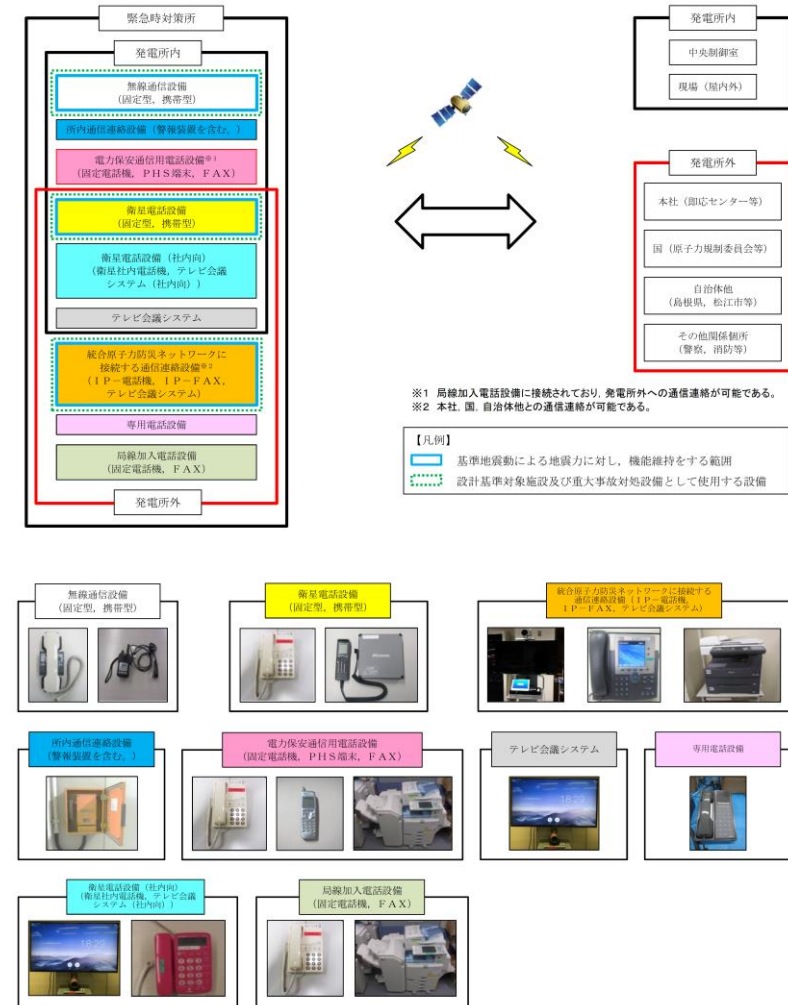 緊急時対策所
発電所内
無線通信設備
(固定型，携帯型)
所内通信連絡設備（警報装置を含む。）
電力保安通信用電話設備※1
(固定電話機，ＰＨＳ端末，ＦＡＸ)
衛星電話設備
(固定型，携帯型)
衛星電話設備（社内向）
(衛星社内電話機，テレビ会議
システム（社内向）)
テレビ会議システム
統合原子力防災ネットワークに
接続する通信連絡設備※2
(ＩＰ－電話機，ＩＰ－ＦＡＸ，
テレビ会議システム)
専用電話設備
局線加入電話設備
(固定電話機，ＦＡＸ)
発電所外
発電所内
中央制御室
現場（屋内外）
発電所外
本社（即応センター等）
国（原子力規制委員会等）
自治体他
(島根県，松江市等)
その他関係個所
(警察，消防等)
※1 局線加入電話設備に接続されており，発電所外への通信連絡が可能である。
※2 本社，国，自治体他との通信連絡が可能である。
【凡例】
基準地震動による地震力に対し，機能維持をする範囲
設計基準対象施設及び重大事故対処設備として使用する設備
無線通信設備
(固定型，携帯型)
衛星電話設備
(固定型，携帯型)
統合原子力防災ネットワークに接続する
通信連絡設備（ＩＰ－電話機，
ＩＰ－ＦＡＸ，テレビ会議システム）
所内通信連絡設備
(警報装置を含む。)
電力保安通信用電話設備
(固定電話機，ＰＨＳ端末，ＦＡＸ)
テレビ会議システム
専用電話設備
衛星電話設備（社内向）
(衛星社内電話機，テレビ会議
システム（社内向）)
局線加入電話設備
(固定電話機，ＦＡＸ)